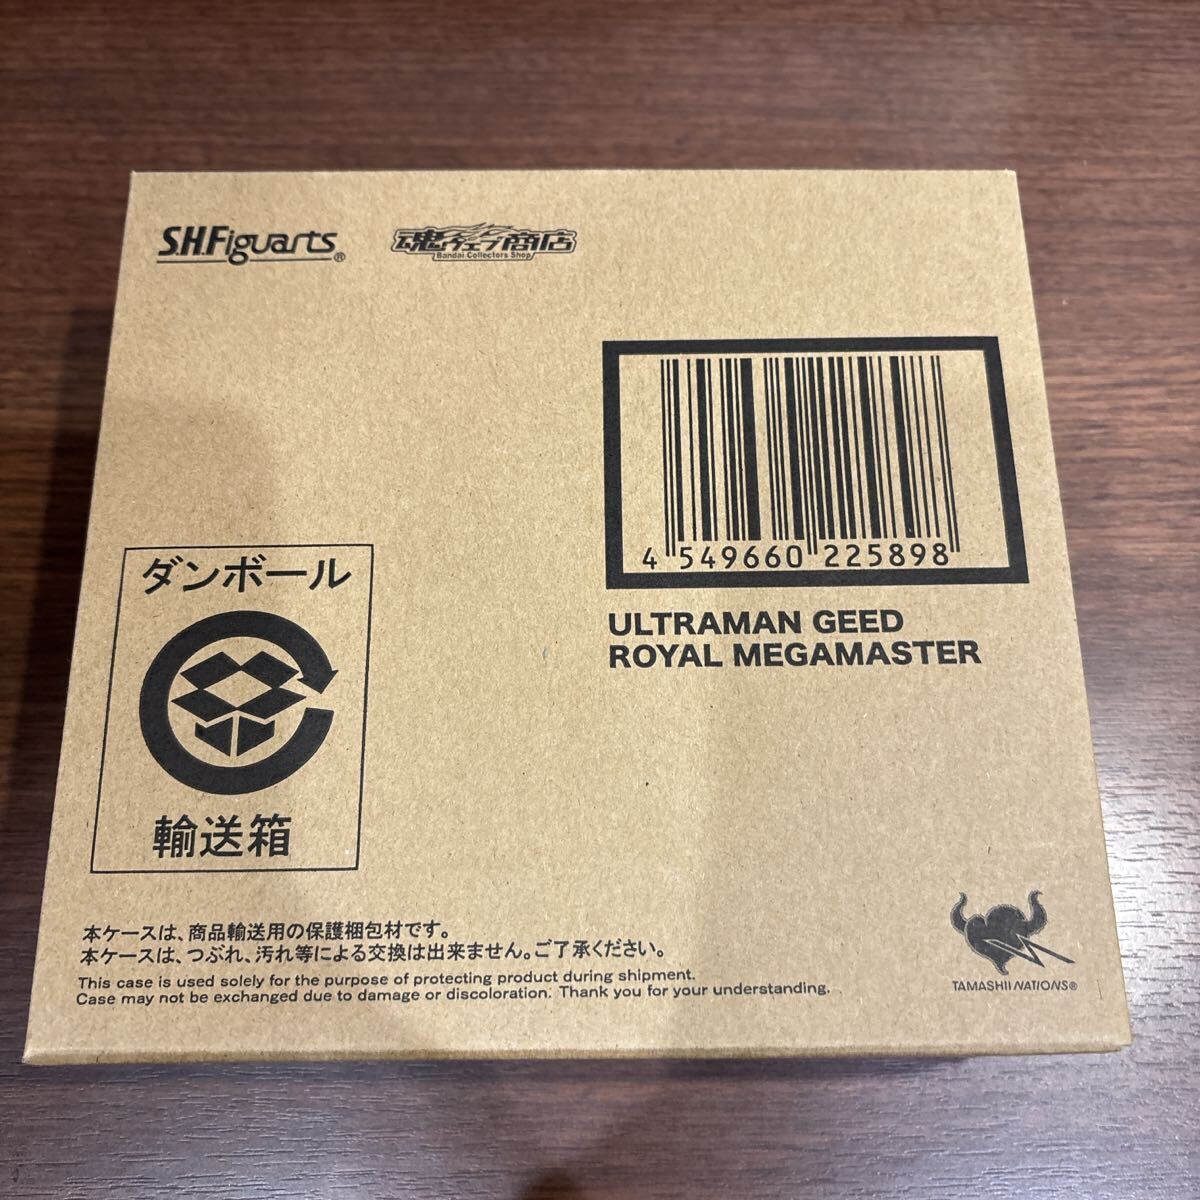 S.H.Figuarts®
魂ウェブ商店
Bandai Collectors Shop
4 549660 225898
ULTRAMAN GEED
ROYAL MEGAMASTER
ダンボール
輸送箱
本ケースは、商品輸送用の保護梱包材です。
本ケースは、つぶれ、汚れ等による交換は出来ません。ご了承ください。
This case is used solely for the purpose of protecting product during shipment.
Case may not be exchanged due to damage or discoloration. Thank you for your understanding.
TAMASHII NATIONS®